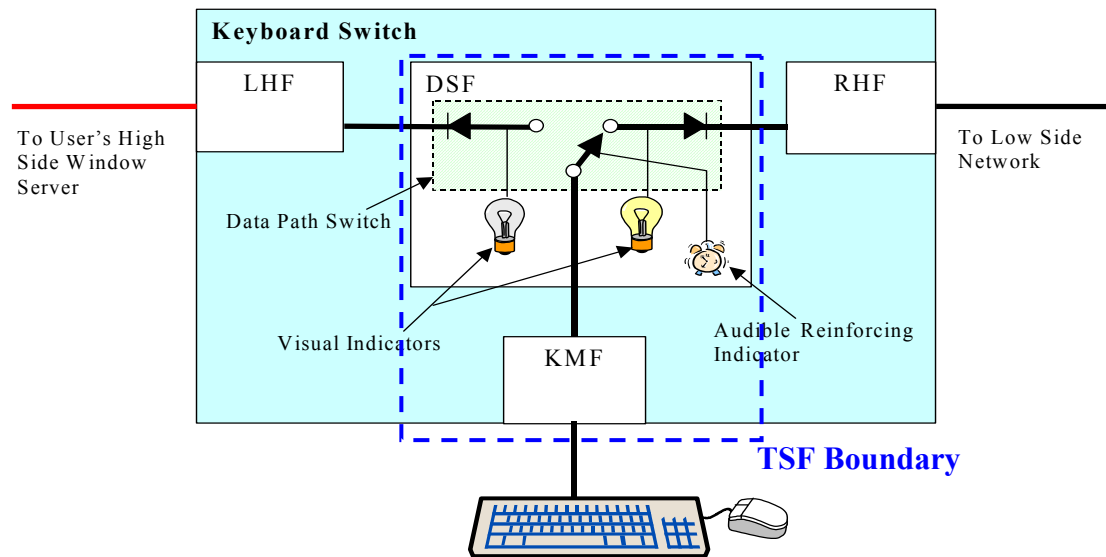 Keyboard Switch
LHF
DSF
RHF
To User's High
Side Window
Server
To Low Side
Network
Data Path Switch
Visual Indicators
Audible Reinforcing
Indicator
KMF
TSF Boundary